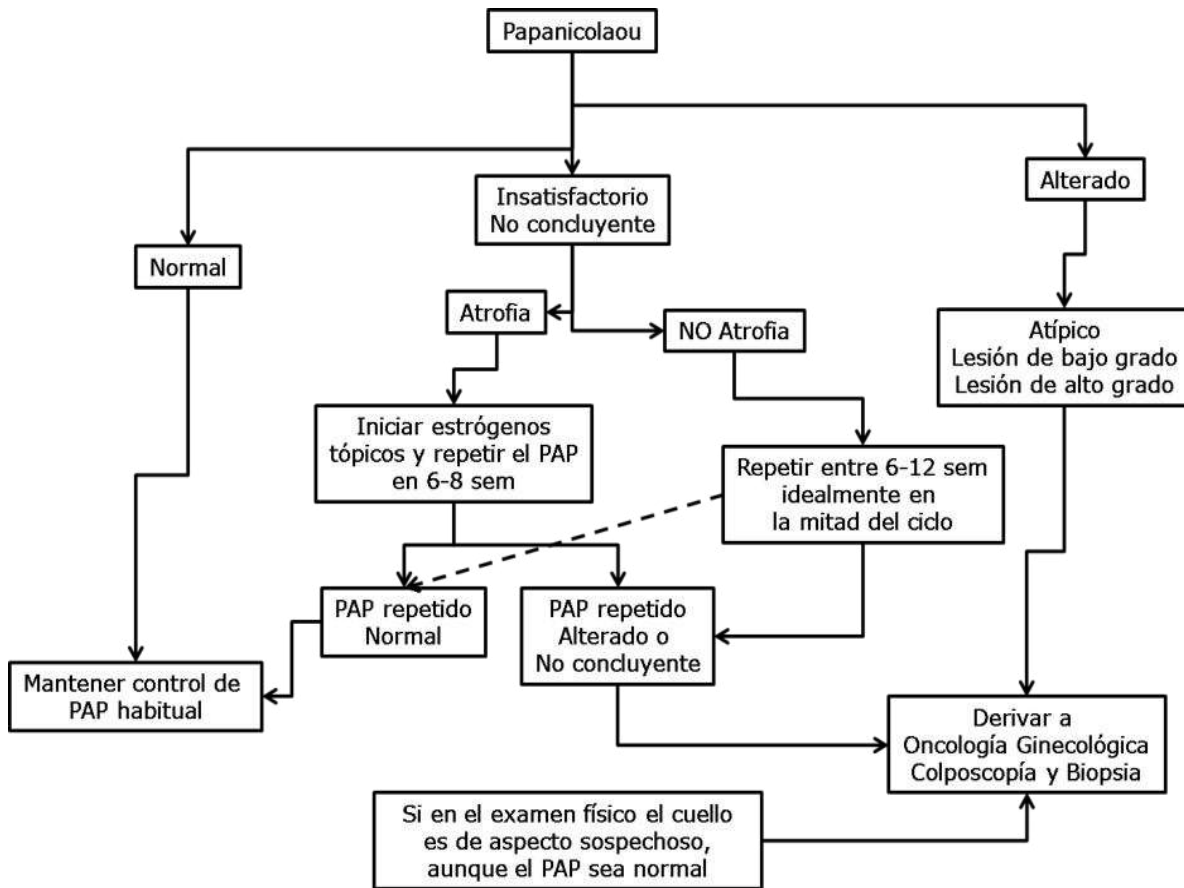 Papanicolaou
Insatisfactorio
No concluyente
Alterado
Normal
Atrofia
NO Atrofia
Atípico
Lesión de bajo grado
Lesión de alto grado
Iniciar estrógenos
tópicos y repetir el PAP
en 6-8 sem
Repetir entre 6-12 sem
idealmente en
la mitad del ciclo
PAP repetido
Normal
PAP repetido
Alterado o
No concluyente
Mantener control de
PAP habitual
Derivar a
Oncología Ginecológica
Colposcopía y Biopsia
Si en el examen físico el cuello
es de aspecto sospechoso,
aunque el PAP sea normal